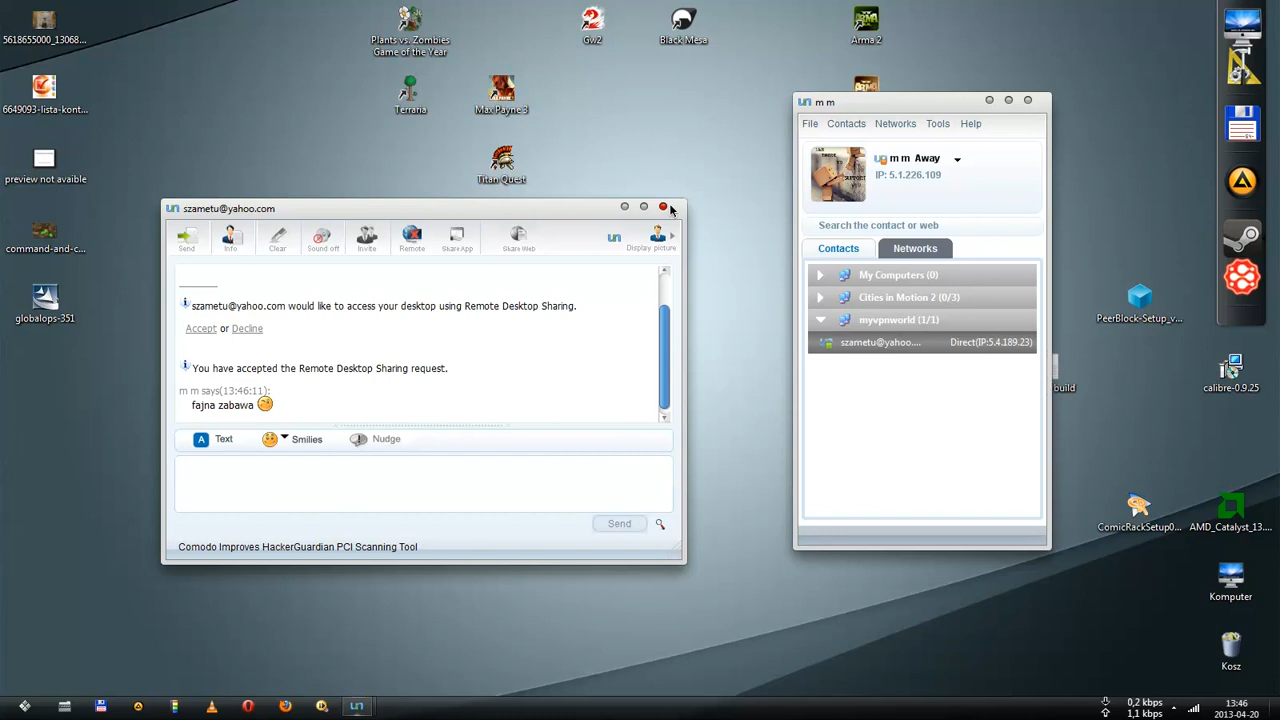 5618655000_13068...
Plants vs. Zombies
Game of the Year
Gw2
Black Mesa
Arma 2
6649093-lista-kont...
Terraria
Max Payne 3
preview not avaible
Titan Quest
command-and-c...
globalops-351
szametu@yahoo.com
Send
Info
Clear
Sound off
Invite
Remote
Share App
Share Web
un
Display picture
szametu@yahoo.com would like to access your desktop using Remote Desktop Sharing.
Accept or Decline
You have accepted the Remote Desktop Sharing request.
m m says(13:46:11):
fajna zabawa
A Text
Smilies
Nudge
Send
Comodo Improves HackerGuardian PCI Scanning Tool
un m m
File Contacts Networks Tools Help
m m Away
IP: 5.1.226.109
Search the contact or web
Contacts Networks
My Computers (0)
Cities in Motion 2 (0/3)
myvpnworld (1/1)
szametu@yahoo.... Direct(IP:5.4.189.23)
PeerBlock-Setup_v...
build
calibre-0.9.25
ComicRackSetup0...
AMD_Catalyst_13....
Komputer
Kosz
un
0,2 kbps
1,1 kbps
13:46
2013-04-20